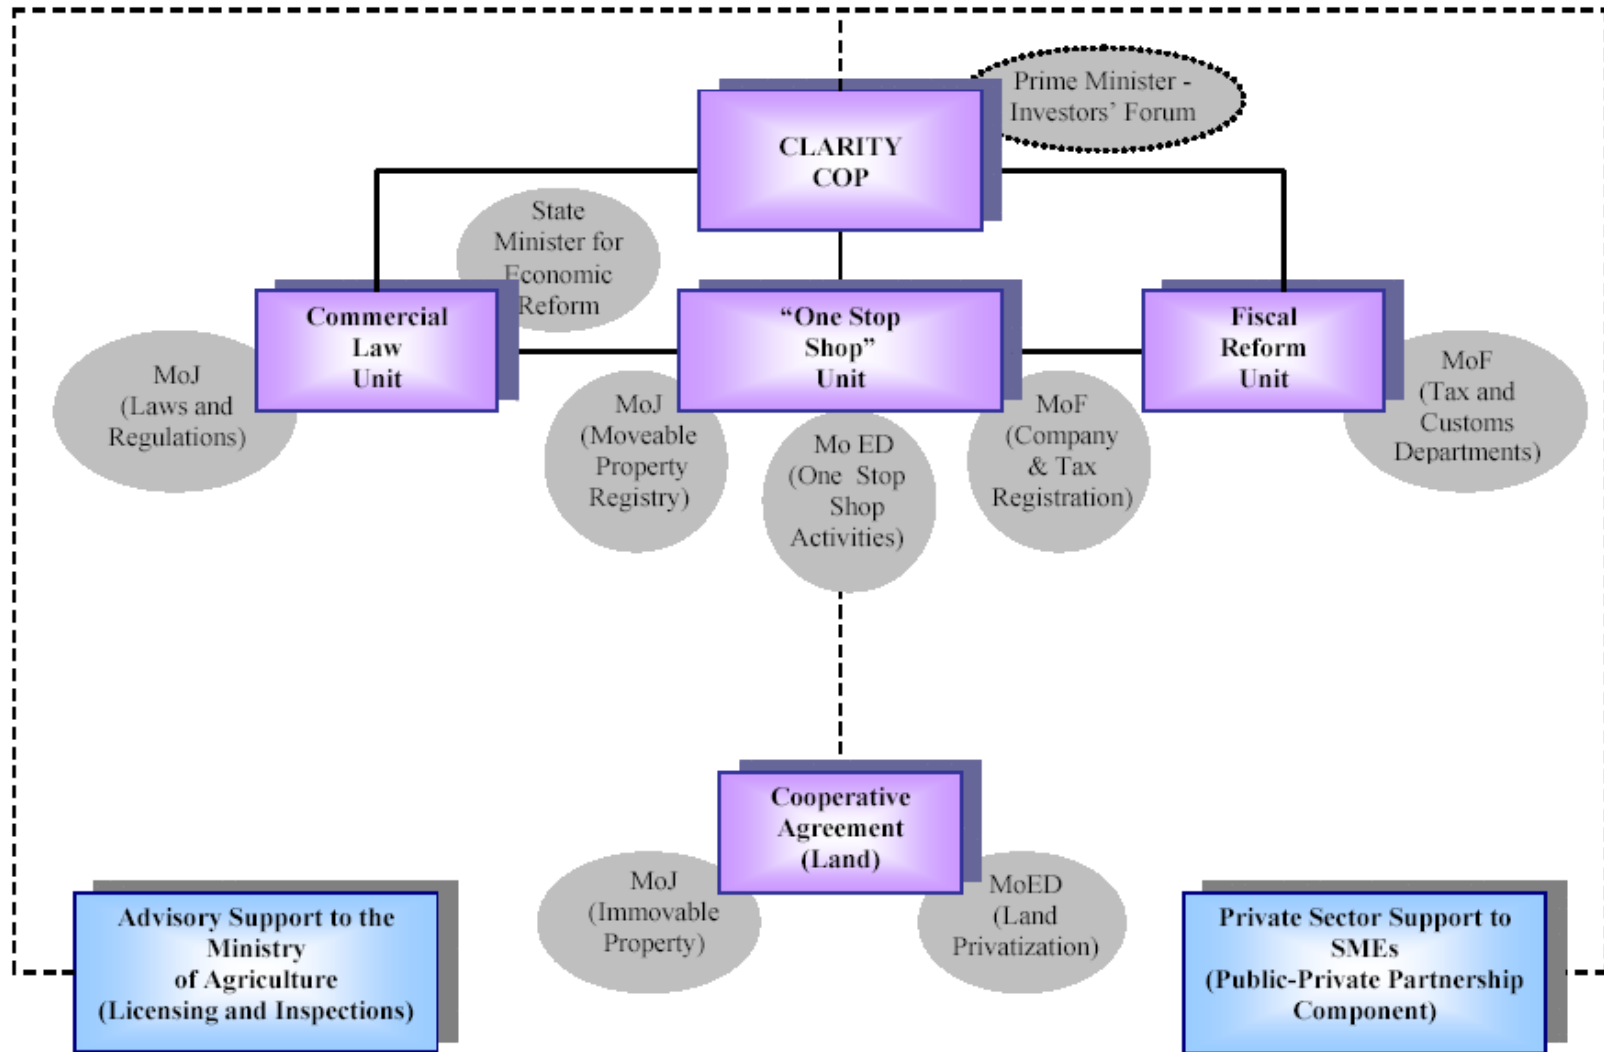 Prime Minister -
Investors’ Forum
CLARITY
COP
State
Minister for
Economic
Reform
Commercial
Law
Unit
“One Stop
Shop”
Unit
Fiscal
Reform
Unit
MoJ
(Laws and
Regulations)
MoJ
(Moveable
Property
Registry)
Mo ED
(One Stop
Shop
Activities)
MoF
(Company
& Tax
Registration)
MoF
(Tax and
Customs
Departments)
Cooperative
Agreement
(Land)
MoJ
(Immovable
Property)
MoED
(Land
Privatization)
Advisory Support to the
Ministry
of Agriculture
(Licensing and Inspections)
Private Sector Support to
SMEs
(Public-Private Partnership
Component)